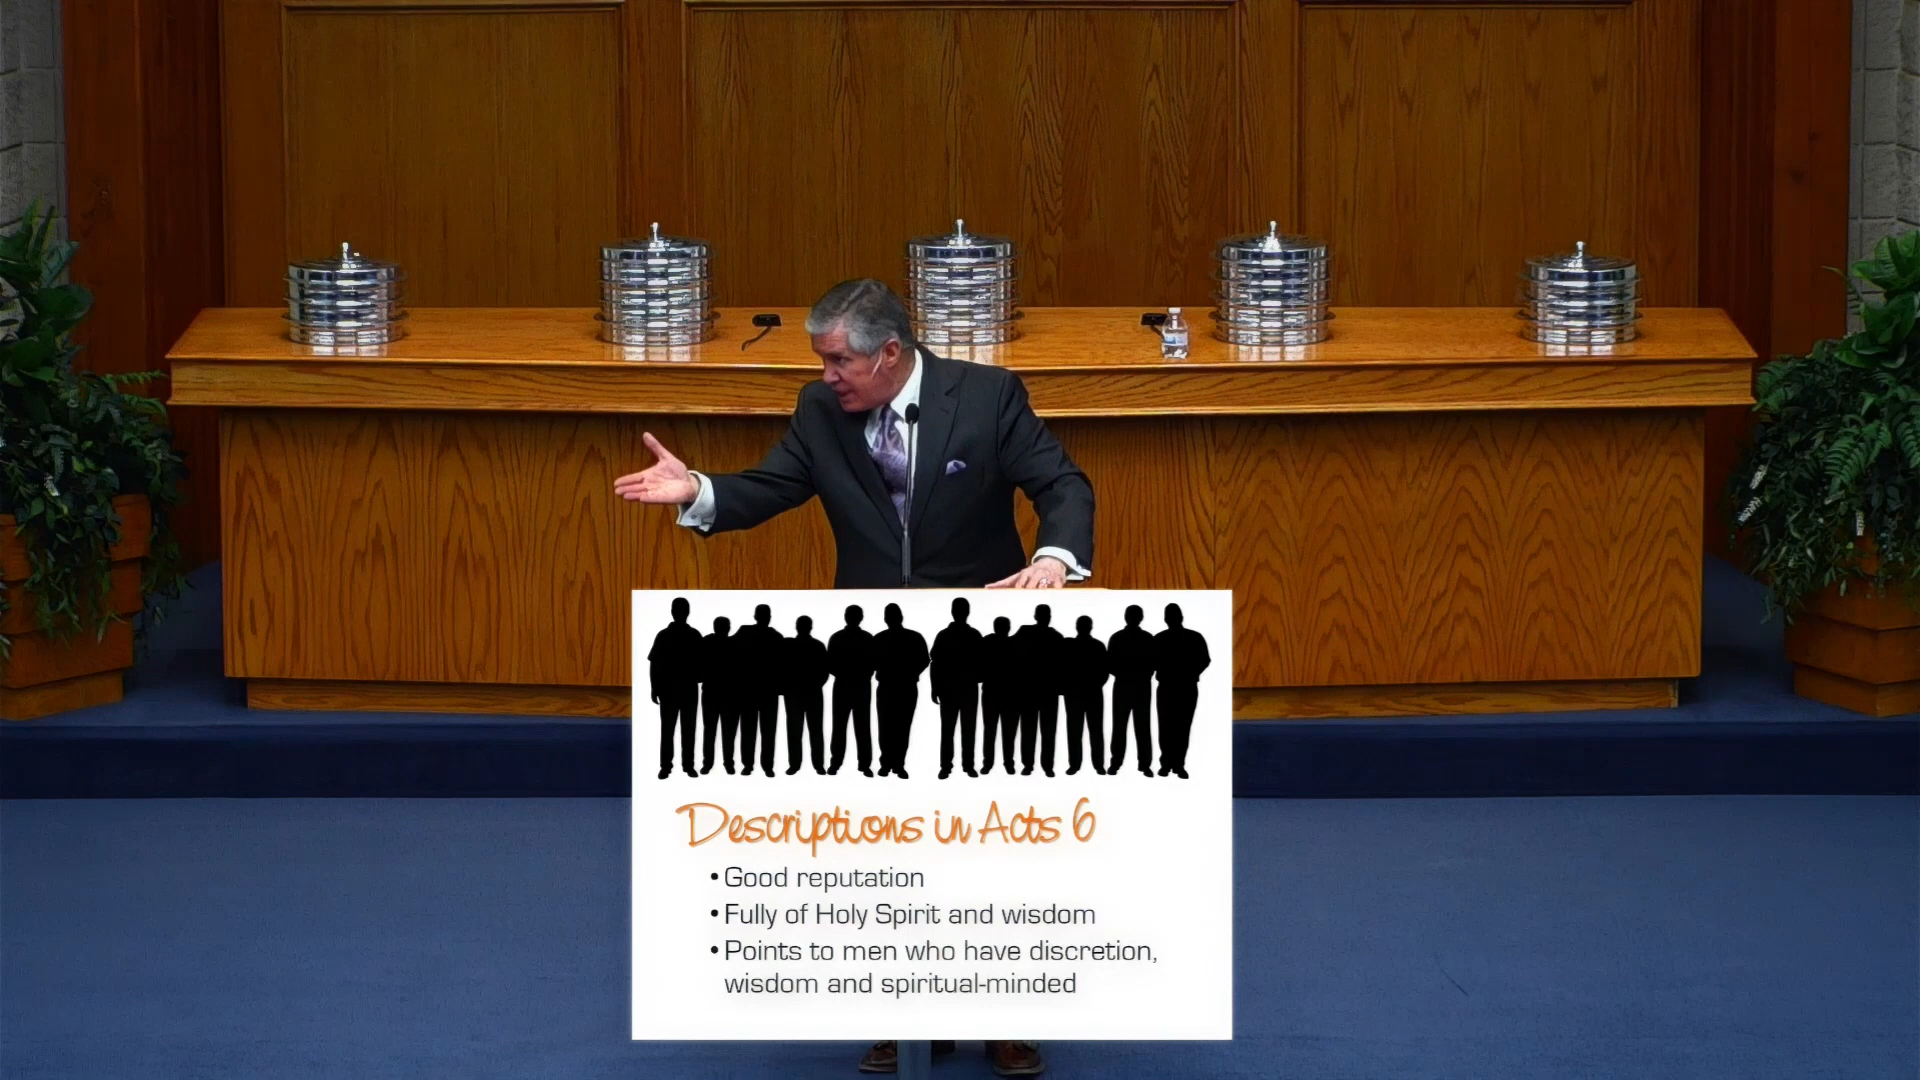 Descriptions in Acts 6
• Good reputation
• Fully of Holy Spirit and wisdom
• Points to men who have discretion,
wisdom and spiritual-minded